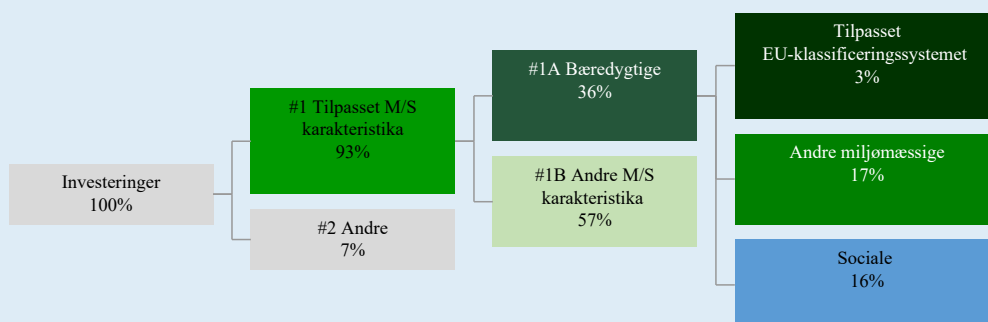 Investeringer
100%
#1 Tilpasset M/S
karakteristika
93%
#2 Andre
7%
#1A Bæredygtige
36%
#1B Andre M/S
karakteristika
57%
Tilpasset
EU-klassificeringssystemet
3%
Andre miljømæssige
17%
Sociale
16%